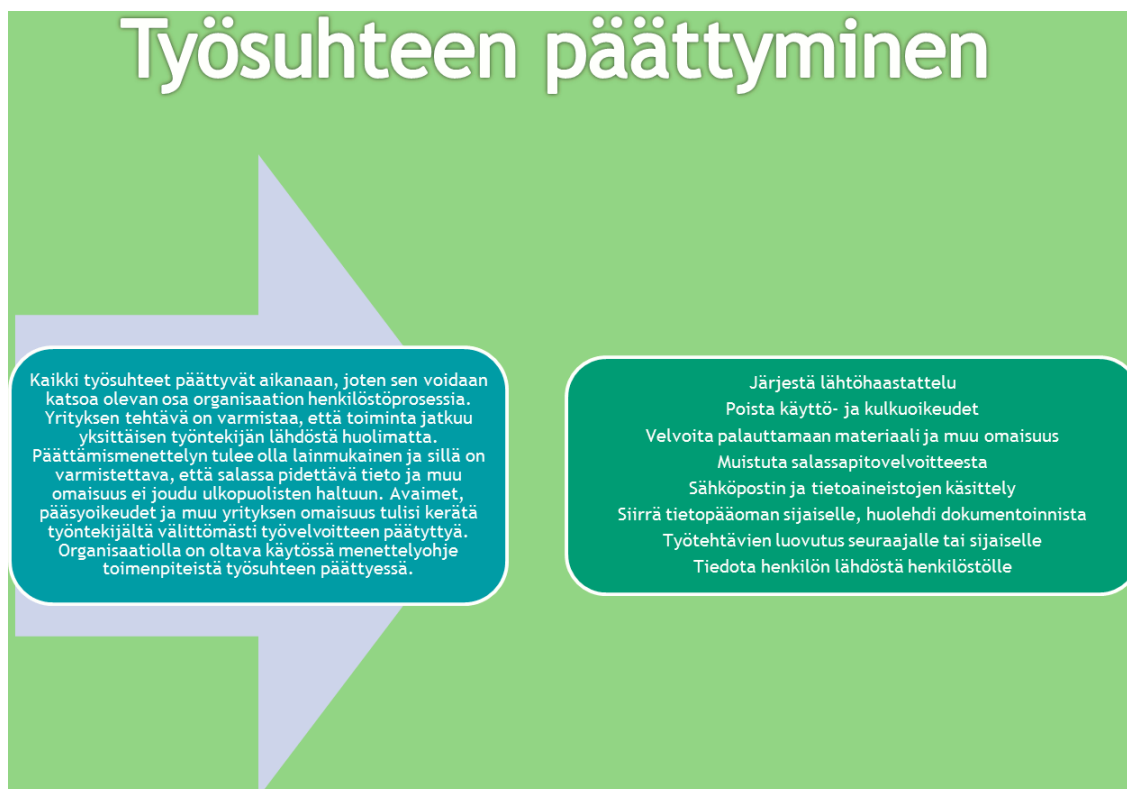 Työsuhteen päättyminen
Kaikki työsuhteet päättyvät aikanaan, joten sen voidaan
katsoa olevan osa organisaation henkilöstöprosessia.
Yrityksen tehtävä on varmistaa, että toiminta jatkuu
yksittäisen työntekijän lähdöstä huolimatta.
Päättämismenettelyn tulee olla lainmukainen ja sillä on
varmistettava, että salassa pidettävä tieto ja muu
omaisuus ei joudu ulkopuolisten haltuun. Avaimet,
pääsyoikeudet ja muu yrityksen omaisuus tulisi kerätä
työntekijältä välittömästi työvelvoitteen päätyttyä.
Organisaatiolla on oltava käytössä menettelyohje
toimenpiteistä työsuhteen päättyessä.
Järjestä lähtöhaastattelu
Poista käyttö- ja kulkuoikeudet
Velvoita palauttamaan materiaali ja muu omaisuus
Muistuta salassapitovelvoitteesta
Sähköpostin ja tietoaineistojen käsittely
Siirrä tietopääoman sijaiselle, huolehdi dokumentoinnista
Työtehtävien luovutus seuraajalle tai sijaiselle
Tiedota henkilön lähdöstä henkilöstölle